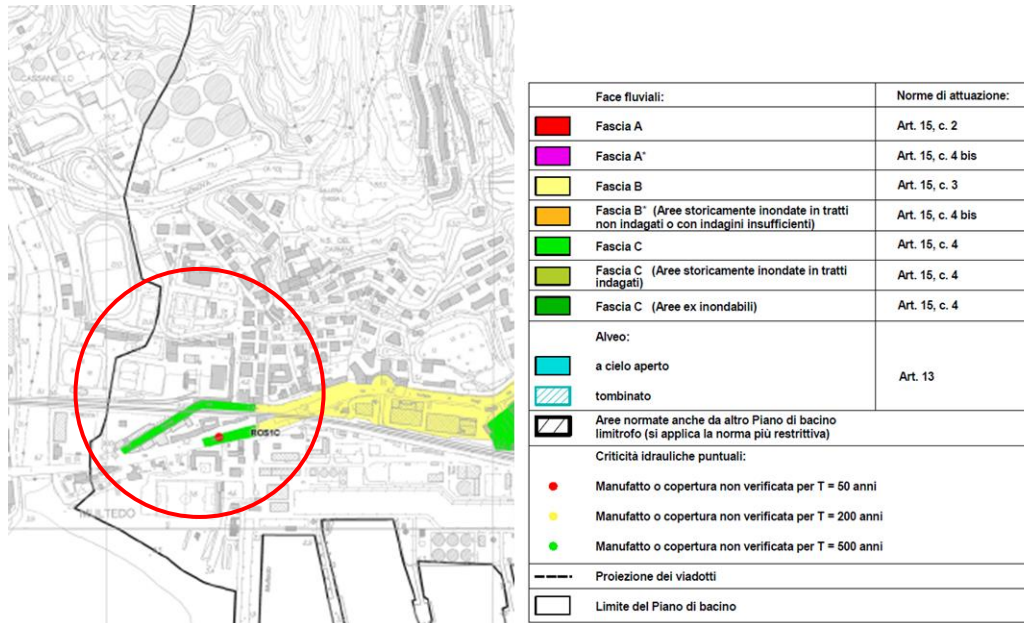 CIAZZA
CASSANELLO
N.S. DEL
CARMINE
ROS1C
MULTEDO
Face fluviali:
Norme di attuazione:
Fascia A
Art. 15, c. 2
Fascia A*
Art. 15, c. 4 bis
Fascia B
Art. 15, c. 3
Fascia B* (Aree storicamente inondate in tratti
non indagati o con indagini insufficienti)
Art. 15, c. 4 bis
Fascia C
Art. 15, c. 4
Fascia C (Aree storicamente inondate in tratti
indagati)
Art. 15, c. 4
Fascia C (Aree ex inondabili)
Art. 15, c. 4
Alveo:
a cielo aperto
Art. 13
tombinato
Aree normate anche da altro Piano di bacino
limitrofo (si applica la norma più restrittiva)
Criticità idrauliche puntuali:
Manufatto o copertura non verificata per T = 50 anni
Manufatto o copertura non verificata per T = 200 anni
Manufatto o copertura non verificata per T = 500 anni
Proiezione dei viadotti
Limite del Piano di bacino